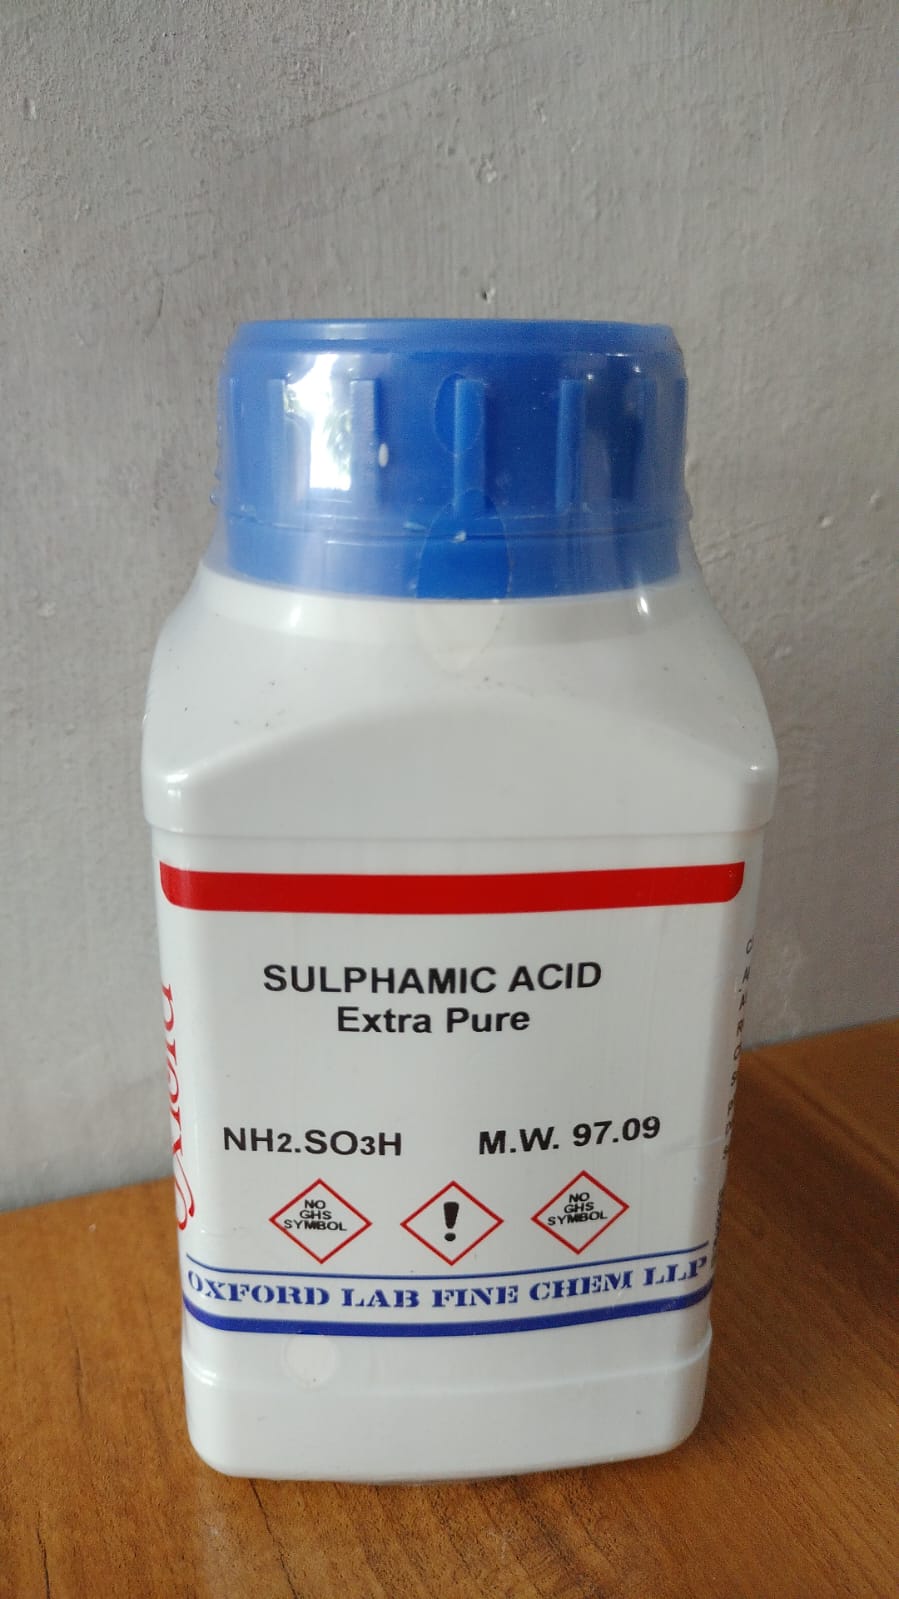 SULPHAMIC ACID
Extra Pure
NH2.SO3H M.W. 97.09
NO
GHS
SYMBOL
!
NO
GHS
SYMBOL
OXFORD LAB FINE CHEM LLP